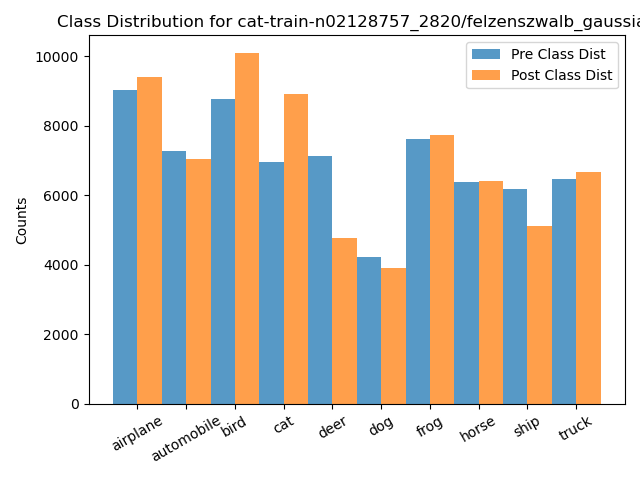 Class Distribution for cat-train-n02128757_2820/felzenszwalb_gaussia
Pre Class Dist
Post Class Dist
Counts
10000
8000
6000
4000
2000
0
airplane
automobile
bird
cat
deer
dog
frog
horse
ship
truck